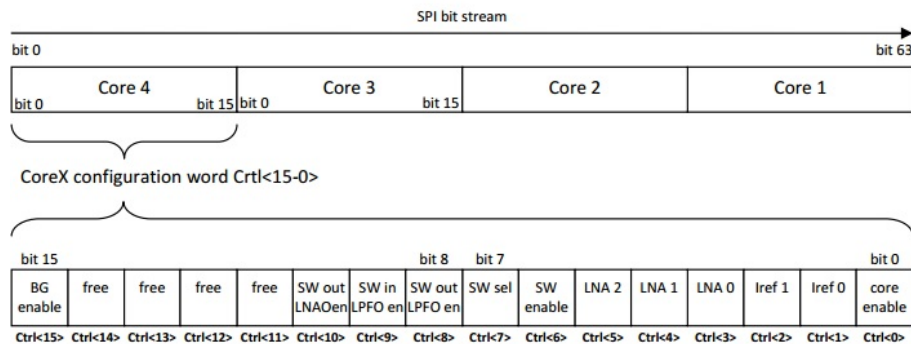 SPI bit stream
bit 0 bit 63
Core 4 Core 3 Core 2 Core 1
bit 0 bit 15 bit 0 bit 15
CoreX configuration word Crtl<15-0>
bit 15 bit 8 bit 7 bit 0
BG enable free free free free SW out LNAOen SW in LPFO en SW out LPFO en SW sel SW enable LNA 2 LNA 1 LNA 0 Iref 1 Iref 0 core enable
Ctrl<15> Ctrl<14> Ctrl<13> Ctrl<12> Ctrl<11> Ctrl<10> Ctrl<9> Ctrl<8> Ctrl<7> Ctrl<6> Ctrl<5> Ctrl<4> Ctrl<3> Ctrl<2> Ctrl<1> Ctrl<0>